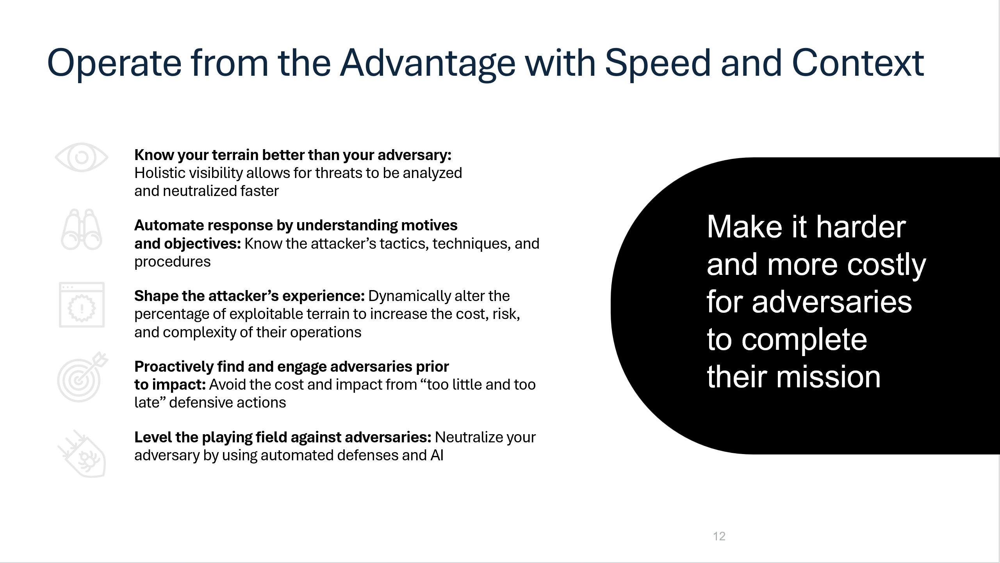 Operate from the Advantage with Speed and Context
Know your terrain better than your adversary:
Holistic visibility allows for threats to be analyzed
and neutralized faster
Automate response by understanding motives
and objectives: Know the attacker’s tactics, techniques, and
procedures
Shape the attacker’s experience: Dynamically alter the
percentage of exploitable terrain to increase the cost, risk,
and complexity of their operations
Proactively find and engage adversaries prior
to impact: Avoid the cost and impact from “too little and too
late” defensive actions
Level the playing field against adversaries: Neutralize your
adversary by using automated defenses and AI
Make it harder
and more costly
for adversaries
to complete
their mission
12